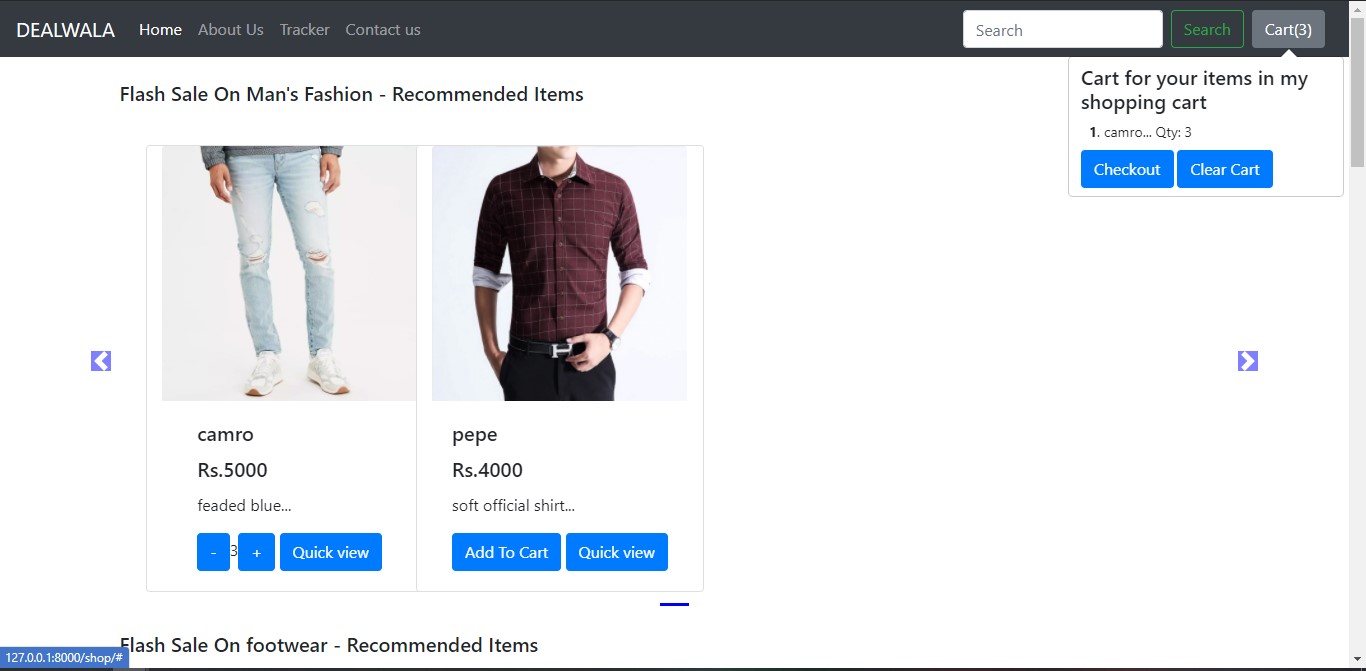 DEALWALA Home About Us Tracker Contact us Search Search Cart(3)
Cart for your items in my
shopping cart
1. camro... Qty: 3
Checkout Clear Cart
Flash Sale On Man's Fashion - Recommended Items
camro
Rs.5000
feaded blue...
- 3 + Quick view
pepe
Rs.4000
soft official shirt...
Add To Cart Quick view
Flash Sale On footwear - Recommended Items
127.0.0.1:8000/shop/#